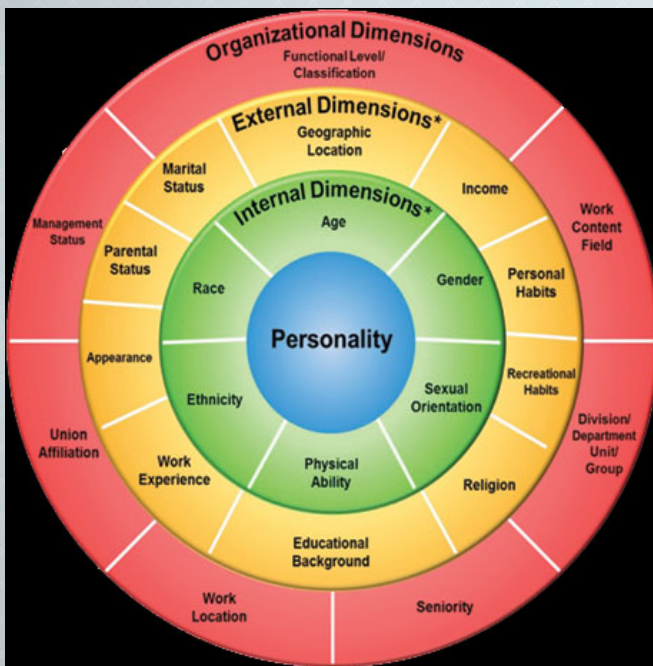 Organizational Dimensions
Functional Level/
Classification
External Dimensions*
Geographic
Location
Income
Personal
Habits
Recreational
Habits
Religion
Educational
Background
Work
Experience
Appearance
Parental
Status
Marital
Status
Internal Dimensions*
Age
Gender
Sexual
Orientation
Physical
Ability
Ethnicity
Race
Personality
Work
Content
Field
Division/
Department
Unit/
Group
Seniority
Work
Location
Union
Affiliation
Management
Status